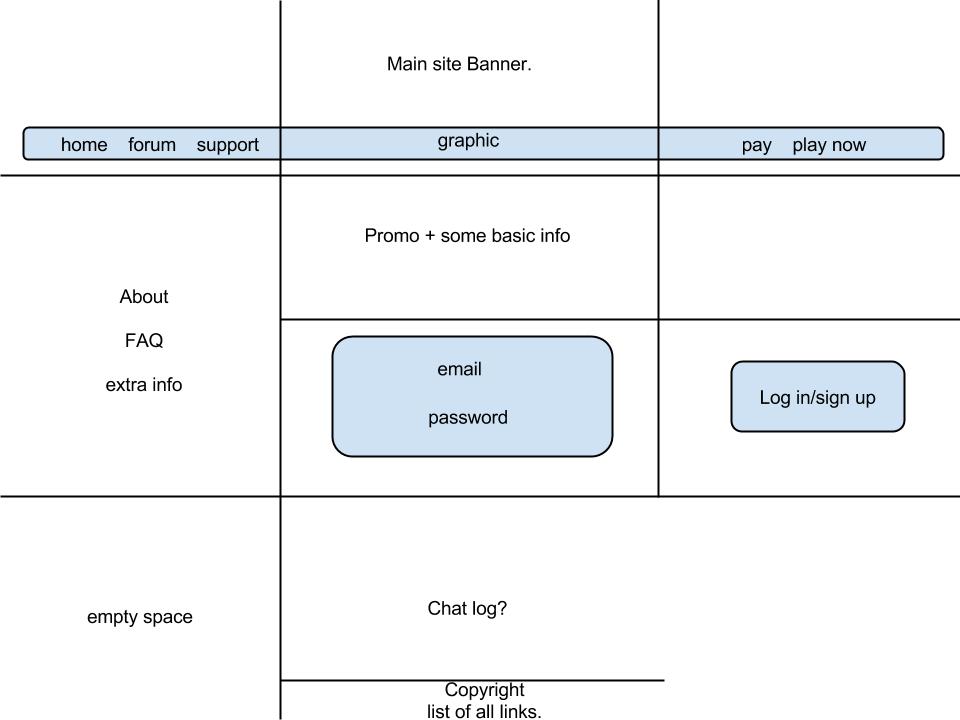 Main site Banner.
home forum support
graphic
pay play now
Promo + some basic info
About
FAQ
extra info
email
password
Log in/sign up
empty space
Chat log?
Copyright
list of all links.